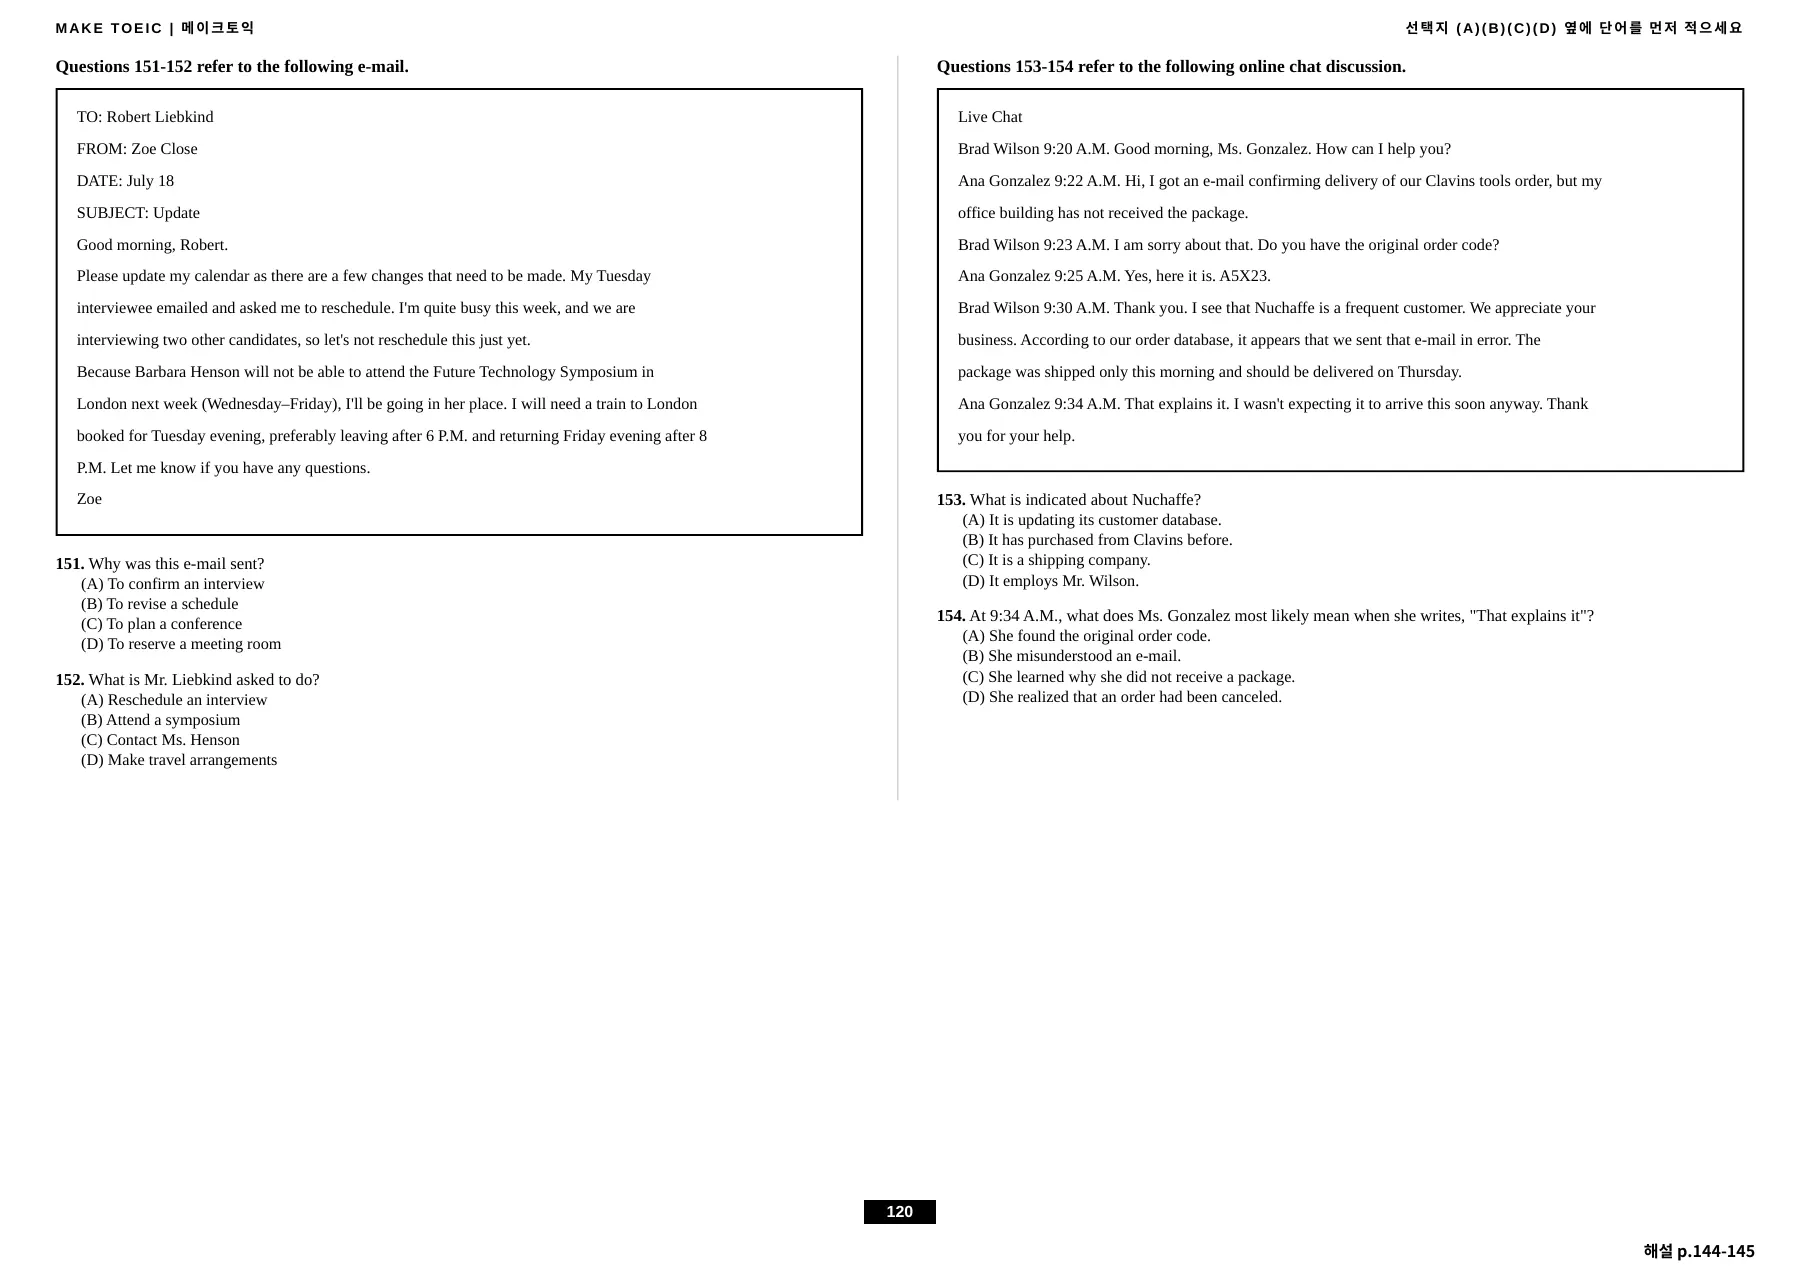 MAKE TOEIC | 메이크토익
선택지 (A)(B)(C)(D) 옆에 단어를 먼저 적으세요
Questions 151-152 refer to the following e-mail.
TO: Robert Liebkind
FROM: Zoe Close
DATE: July 18
SUBJECT: Update
Good morning, Robert.
Please update my calendar as there are a few changes that need to be made. My Tuesday
interviewee emailed and asked me to reschedule. I'm quite busy this week, and we are
interviewing two other candidates, so let's not reschedule this just yet.
Because Barbara Henson will not be able to attend the Future Technology Symposium in
London next week (Wednesday–Friday), I'll be going in her place. I will need a train to London
booked for Tuesday evening, preferably leaving after 6 P.M. and returning Friday evening after 8
P.M. Let me know if you have any questions.
Zoe
151. Why was this e-mail sent?
(A) To confirm an interview
(B) To revise a schedule
(C) To plan a conference
(D) To reserve a meeting room
152. What is Mr. Liebkind asked to do?
(A) Reschedule an interview
(B) Attend a symposium
(C) Contact Ms. Henson
(D) Make travel arrangements
Questions 153-154 refer to the following online chat discussion.
Live Chat
Brad Wilson 9:20 A.M. Good morning, Ms. Gonzalez. How can I help you?
Ana Gonzalez 9:22 A.M. Hi, I got an e-mail confirming delivery of our Clavins tools order, but my
office building has not received the package.
Brad Wilson 9:23 A.M. I am sorry about that. Do you have the original order code?
Ana Gonzalez 9:25 A.M. Yes, here it is. A5X23.
Brad Wilson 9:30 A.M. Thank you. I see that Nuchaffe is a frequent customer. We appreciate your
business. According to our order database, it appears that we sent that e-mail in error. The
package was shipped only this morning and should be delivered on Thursday.
Ana Gonzalez 9:34 A.M. That explains it. I wasn't expecting it to arrive this soon anyway. Thank
you for your help.
153. What is indicated about Nuchaffe?
(A) It is updating its customer database.
(B) It has purchased from Clavins before.
(C) It is a shipping company.
(D) It employs Mr. Wilson.
154. At 9:34 A.M., what does Ms. Gonzalez most likely mean when she writes, "That explains it"?
(A) She found the original order code.
(B) She misunderstood an e-mail.
(C) She learned why she did not receive a package.
(D) She realized that an order had been canceled.
120
해설 p.144-145